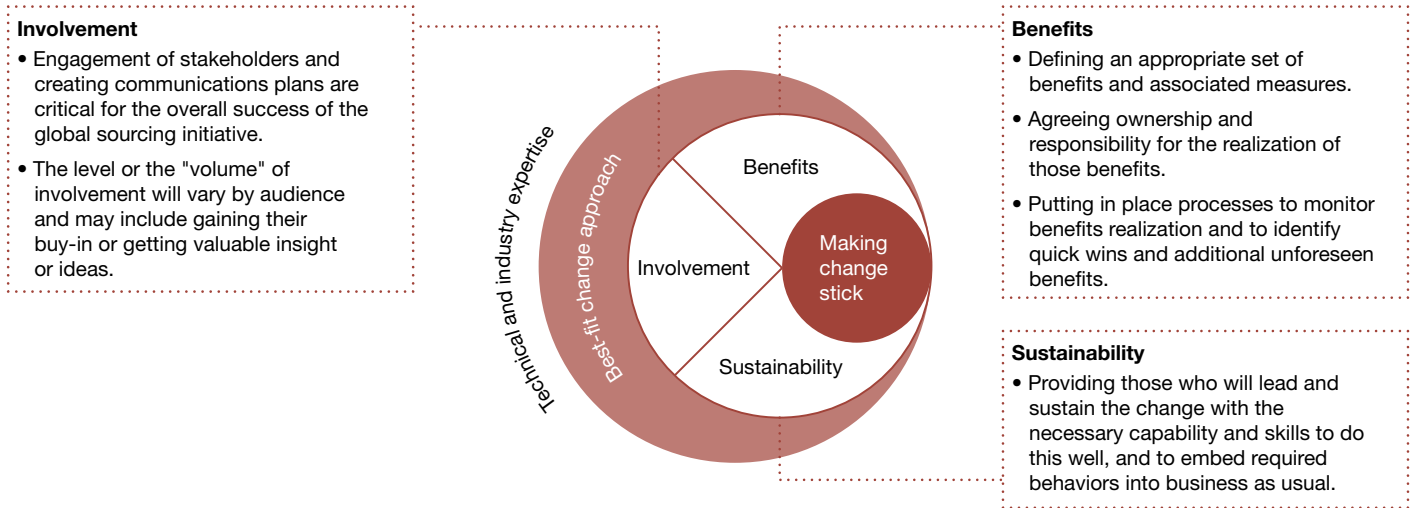 Involvement
• Engagement of stakeholders and
creating communications plans are
critical for the overall success of the
global sourcing initiative.
• The level or the "volume" of
involvement will vary by audience
and may include gaining their
buy-in or getting valuable insight
or ideas.
Technical and industry expertise
Best-fit change approach
Benefits
Involvement
Sustainability
Making
change
stick
Benefits
• Defining an appropriate set of
benefits and associated measures.
• Agreeing ownership and
responsibility for the realization of
those benefits.
• Putting in place processes to monitor
benefits realization and to identify
quick wins and additional unforeseen
benefits.
Sustainability
• Providing those who will lead and
sustain the change with the
necessary capability and skills to do
this well, and to embed required
behaviors into business as usual.